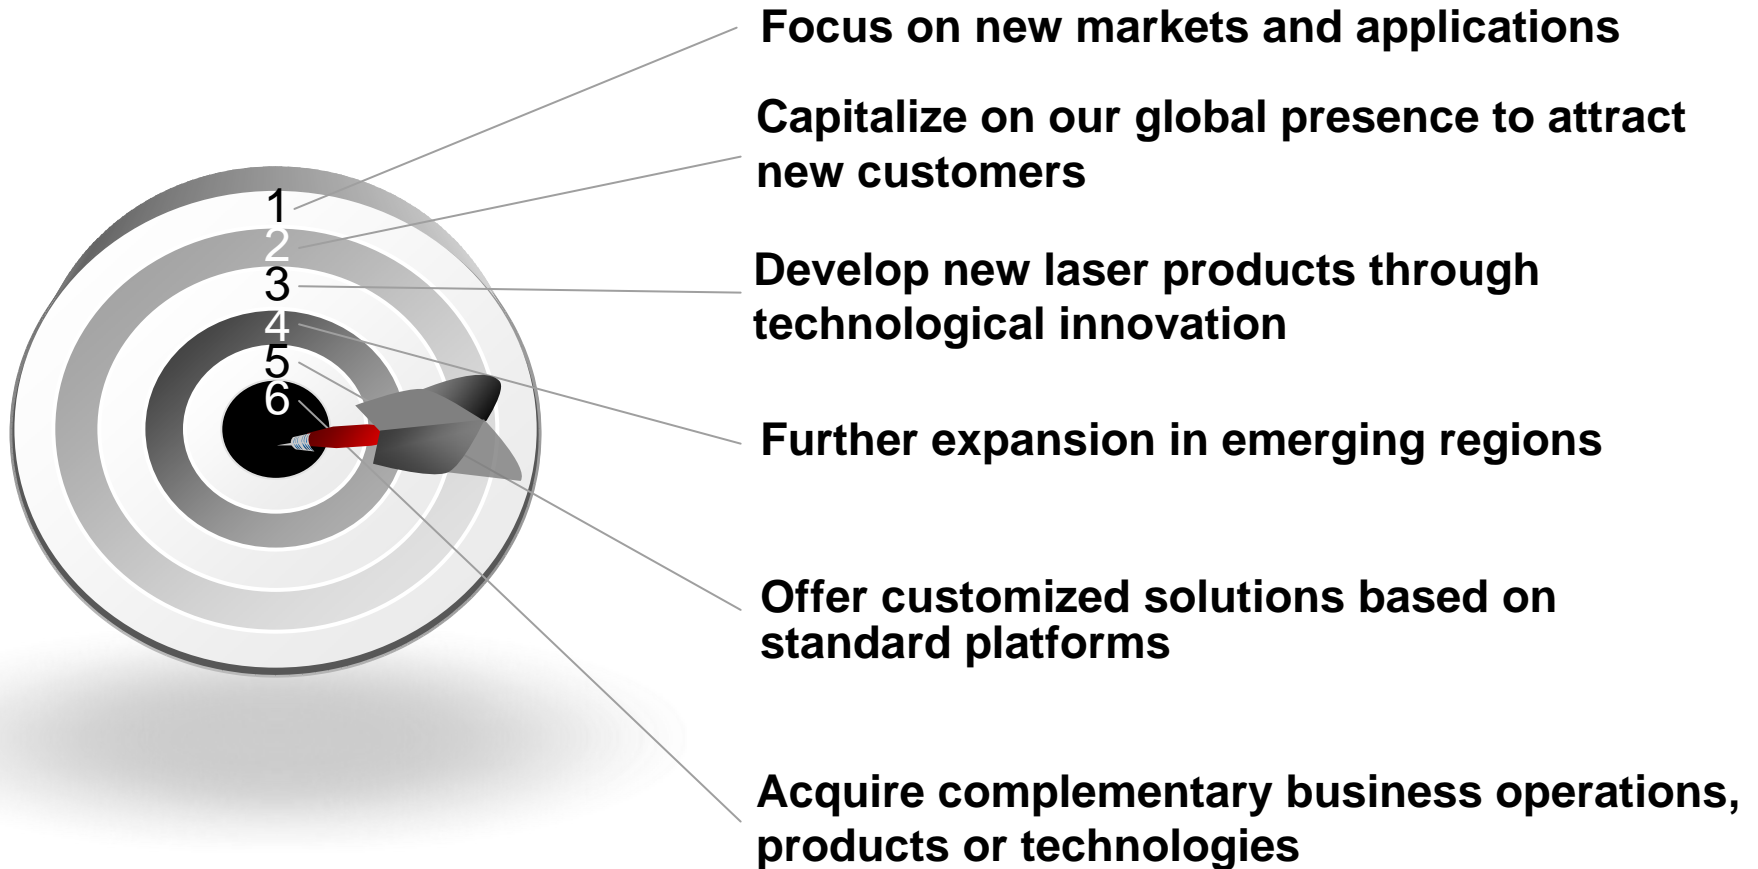 Focus on new markets and applications
Capitalize on our global presence to attract
new customers
1
2
3
4
5
6
Develop new laser products through
technological innovation
Further expansion in emerging regions
Offer customized solutions based on
standard platforms
Acquire complementary business operations,
products or technologies